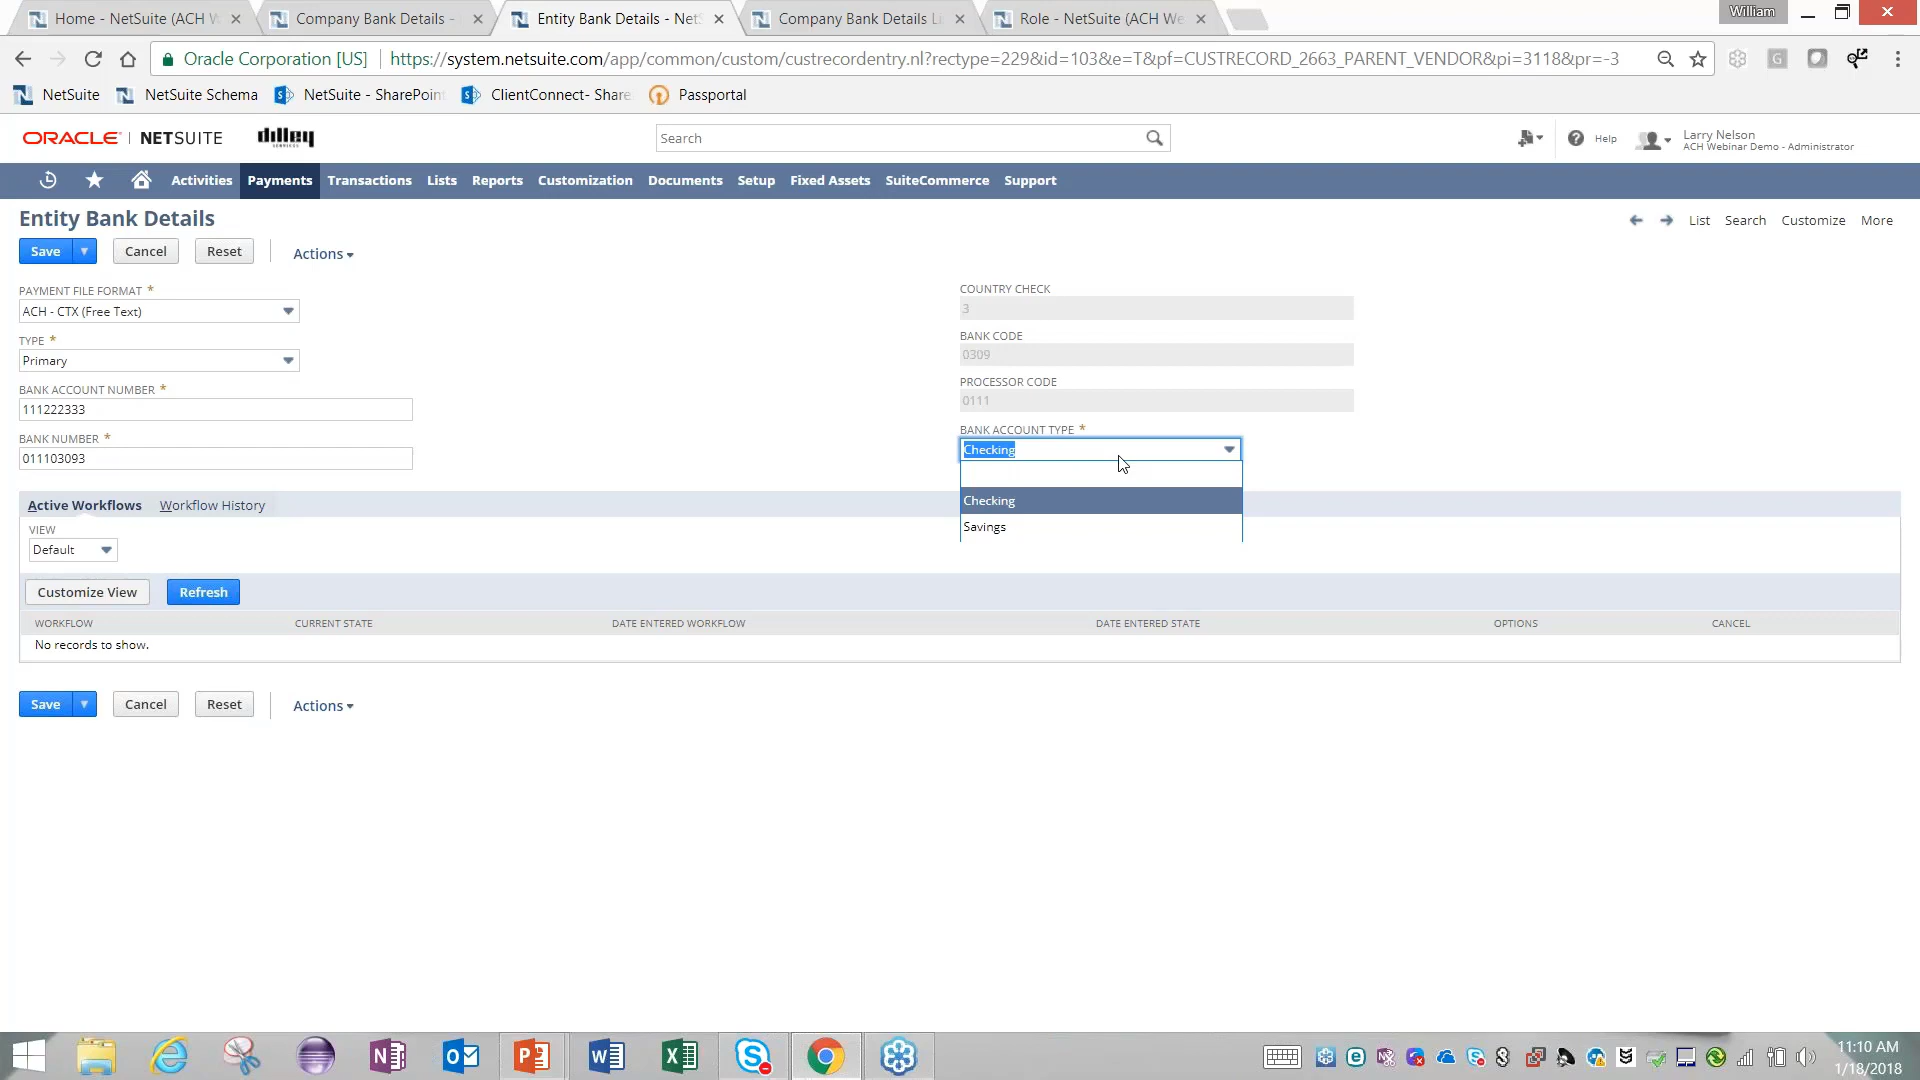 Home - NetSuite (ACH W
Company Bank Details -
Entity Bank Details - NetS
Company Bank Details Li
Role - NetSuite (ACH We
William
Oracle Corporation [US]
https://system.netsuite.com/app/common/custom/custrecordentry.nl?rectype=229&id=103&e=T&pf=CUSTRECORD_2663_PARENT_VENDOR&pi=3118&pr=-3
NetSuite
NetSuite Schema
NetSuite - SharePoint
ClientConnect- Share
Passportal
ORACLE | NETSUITE
dilley
SERVICES
Search
Help
Larry Nelson
ACH Webinar Demo - Administrator
Activities
Payments
Transactions
Lists
Reports
Customization
Documents
Setup
Fixed Assets
SuiteCommerce
Support
Entity Bank Details
List
Search
Customize
More
Save
Cancel
Reset
Actions
PAYMENT FILE FORMAT *
ACH - CTX (Free Text)
TYPE *
Primary
BANK ACCOUNT NUMBER *
111222333
BANK NUMBER *
011103093
COUNTRY CHECK
3
BANK CODE
0309
PROCESSOR CODE
0111
BANK ACCOUNT TYPE *
Checking
Checking
Savings
Active Workflows
Workflow History
VIEW
Default
Customize View
Refresh
WORKFLOW
CURRENT STATE
DATE ENTERED WORKFLOW
DATE ENTERED STATE
OPTIONS
CANCEL
No records to show.
Save
Cancel
Reset
Actions
11:10 AM
1/18/2018